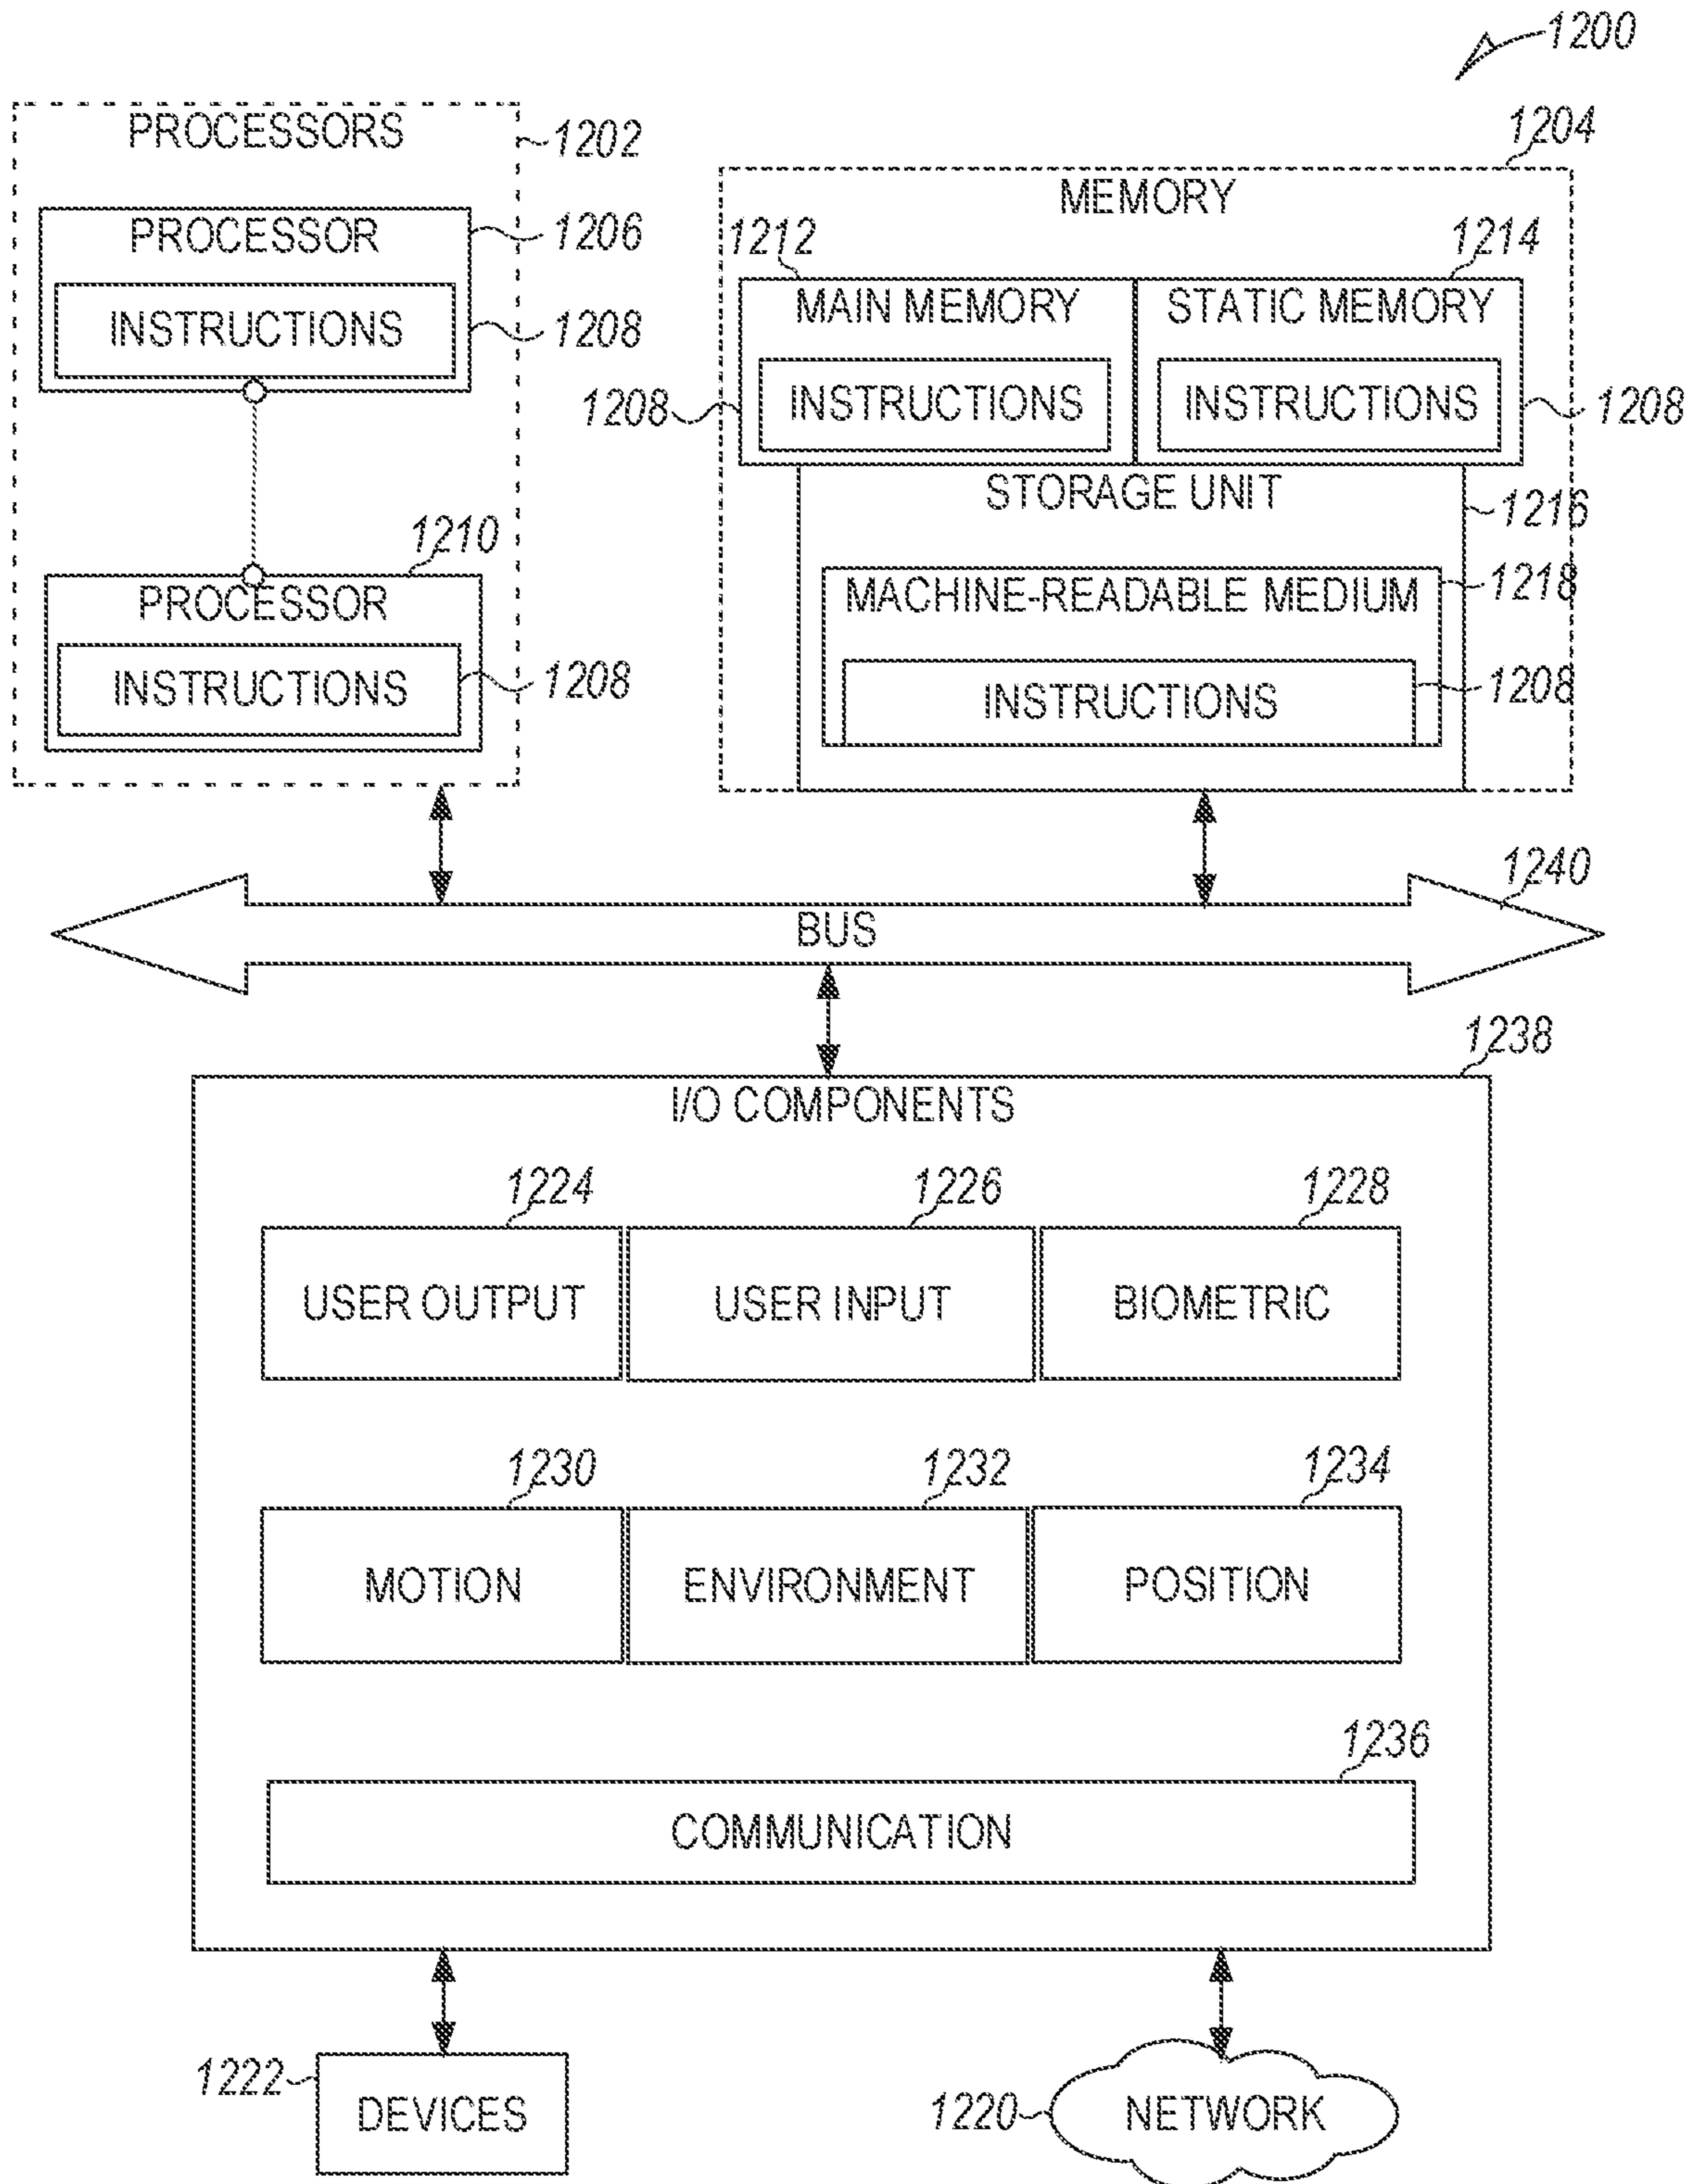 1200
PROCESSORS
1202
PROCESSOR
1206
INSTRUCTIONS
1208
1210
PROCESSOR
INSTRUCTIONS
1208
1204
MEMORY
1212
1214
MAIN MEMORY
STATIC MEMORY
1208
INSTRUCTIONS
INSTRUCTIONS
1208
STORAGE UNIT
1216
MACHINE-READABLE MEDIUM
1218
INSTRUCTIONS
1208
1240
BUS
1238
I/O COMPONENTS
1224
1226
1228
USER OUTPUT
USER INPUT
BIOMETRIC
1230
1232
1234
MOTION
ENVIRONMENT
POSITION
1236
COMMUNICATION
1222
DEVICES
1220
NETWORK